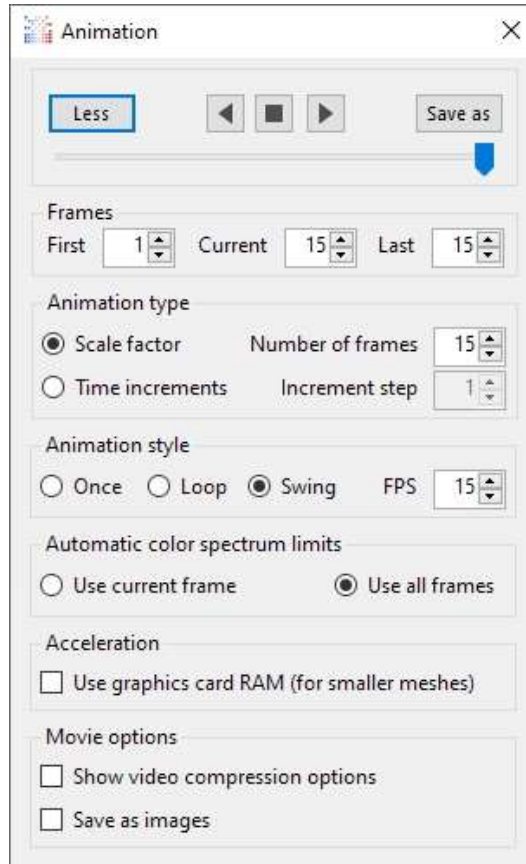 Animation
Less Save as
Frames
First 1 Current 15 Last 15
Animation type
Scale factor Number of frames 15
Time increments Increment step 1
Animation style
Once Loop Swing FPS 15
Automatic color spectrum limits
Use current frame Use all frames
Acceleration
Use graphics card RAM (for smaller meshes)
Movie options
Show video compression options
Save as images